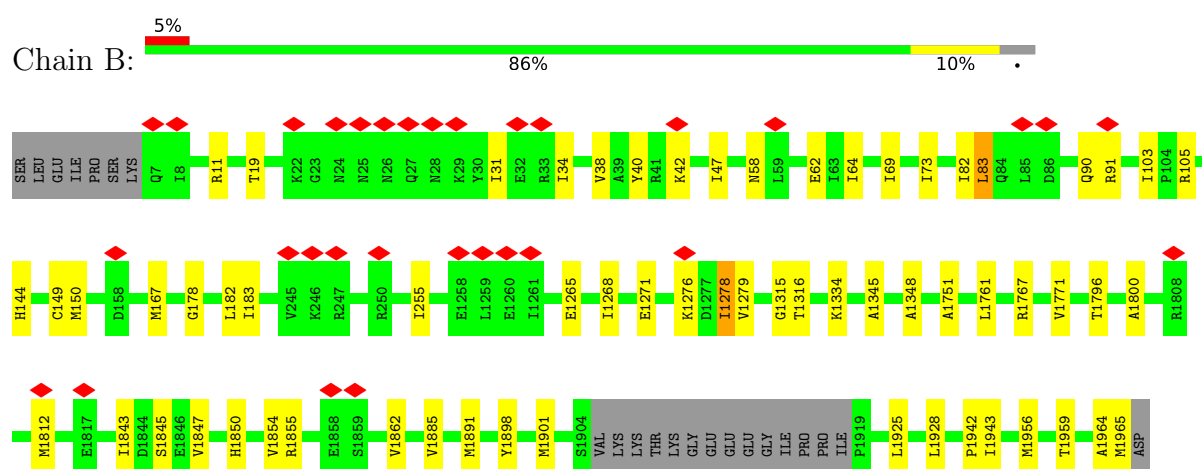 5%
Chain B:
86% 10% •
SER LEU GLU ILE PRO SER LYS Q7 I8 R11 T19 K22 G23 N24 N25 N26 Q27 N28 K29 Y30 I31 E32 R33 I34 V38 A39 Y40 R41 K42 I47 N58 L59 E62 I63 I64 I69 I73 I82 L83 Q84 L85 D86 Q90 R91 I103 P104 R105
H144 C149 M150 D158 M167 G178 L182 I183 V245 K246 R247 R250 I255 E1258 L1259 E1260 I1261 E1265 I1268 E1271 K1276 D1277 I1278 V1279 G1315 T1316 K1334 A1345 A1348 A1751 L1761 R1767 V1771 T1796 A1800 R1808
M1812 E1817 I1843 D1844 S1845 E1846 V1847 H1850 V1854 R1855 E1858 S1859 V1862 V1885 M1891 Y1898 M1901 S1904 VAL LYS LYS THR LYS GLY GLU GLU GLU GLY ILE PRO PRO ILE P1919 L1925 L1928 P1942 I1943 M1956 T1959 A1964 M1965 ASP